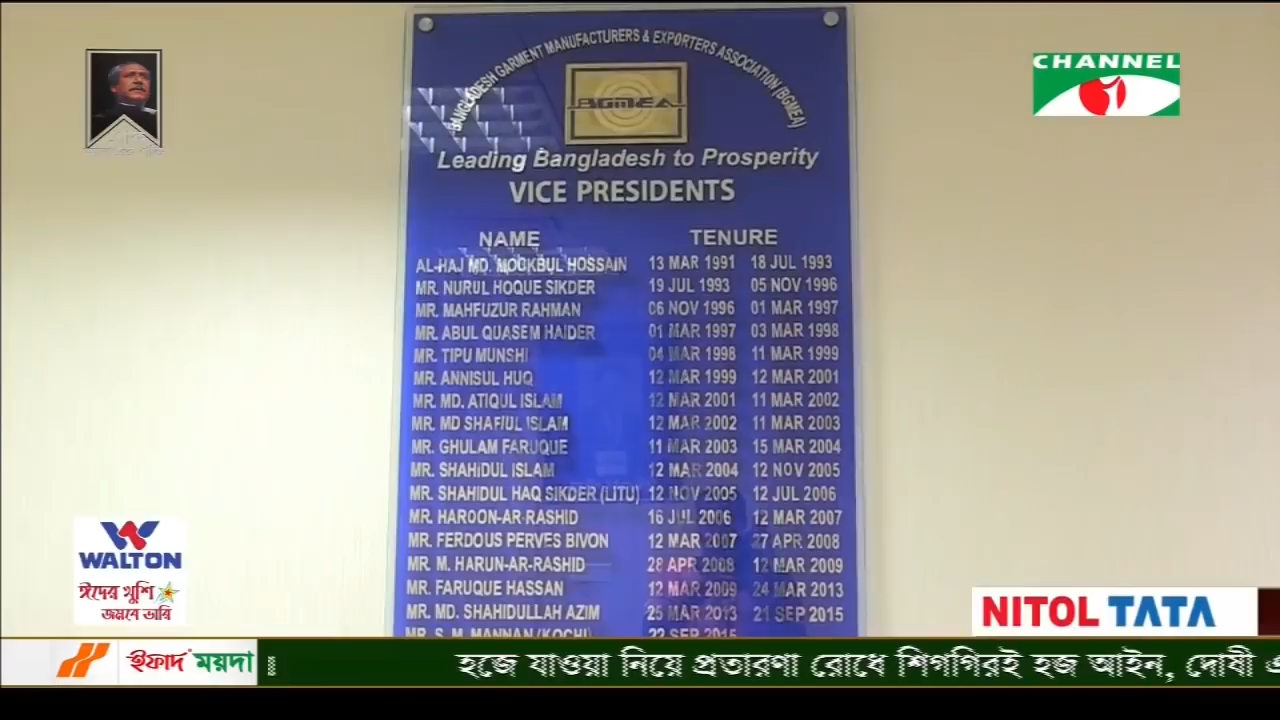 CHANNEL
BANGLADESH GARMENT MANUFACTURERS & EXPORTERS ASSOCIATION (BGMEA)
BGMEA
Leading Bangladesh to Prosperity
VICE PRESIDENTS
NAME TENURE
AL-HAJ MD. MOCKBUL HOSSAIN 13 MAR 1991 18 JUL 1993
MR. NURUL HOQUE SIKDER 19 JUL 1993 05 NOV 1996
MR. MAHFUZUR RAHMAN 06 NOV 1996 01 MAR 1997
MR. ABUL QUASEM HAIDER 01 MAR 1997 03 MAR 1998
MR. TIPU MUNSHI 04 MAR 1998 11 MAR 1999
MR. ANNISUL HUQ 12 MAR 1999 12 MAR 2001
MR. MD. ATIQUL ISLAM 12 MAR 2001 11 MAR 2002
MR. MD SHAFIUL ISLAM 12 MAR 2002 11 MAR 2003
MR. GHULAM FARUQUE 11 MAR 2003 15 MAR 2004
MR. SHAHIDUL ISLAM 12 MAR 2004 12 NOV 2005
MR. SHAHIDUL HAQ SIKDER (LITU) 12 NOV 2005 12 JUL 2006
MR. HAROON-AR-RASHID 16 JUL 2006 12 MAR 2007
MR. FERDOUS PERVES BIVON 12 MAR 2007 27 APR 2008
MR. M. HARUN-AR-RASHID 28 APR 2008 12 MAR 2009
MR. FARUQUE HASSAN 12 MAR 2009 24 MAR 2013
MR. MD. SHAHIDULLAH AZIM 25 MAR 2013 21 SEP 2015
MR. S. M. MANNAN (KOCHI) 22 SEP 2015
WALTON
ঈদের খুশি
জমবে ভারি
NITOL TATA
ইফাদ ময়দা
হজে যাওয়া নিয়ে প্রতারণা রোধে শিগগিরই হজ আইন, দোষী